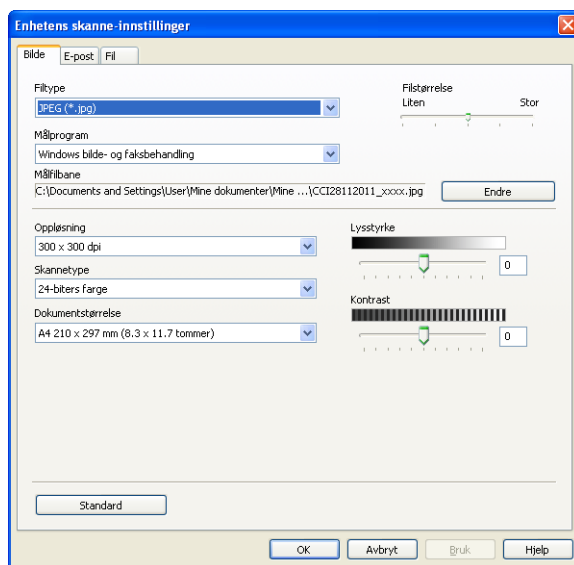 Enhetens skanne-innstillinger
Bilde E-post Fil
Filtype
JPEG (*.jpg)
Filstørrelse
Liten Stor
Målprogram
Windows bilde- og faksbehandling
Målfilbane
C:\Documents and Settings\User\Mine dokumenter\Mine ...\CCI28112011_xxxx.jpg
Endre
Oppløsning
300 x 300 dpi
Skannetype
24-biters farge
Dokumentstørrelse
A4 210 x 297 mm (8.3 x 11.7 tommer)
Lysstyrke
0
Kontrast
0
Standard
OK Avbryt Bruk Hjelp